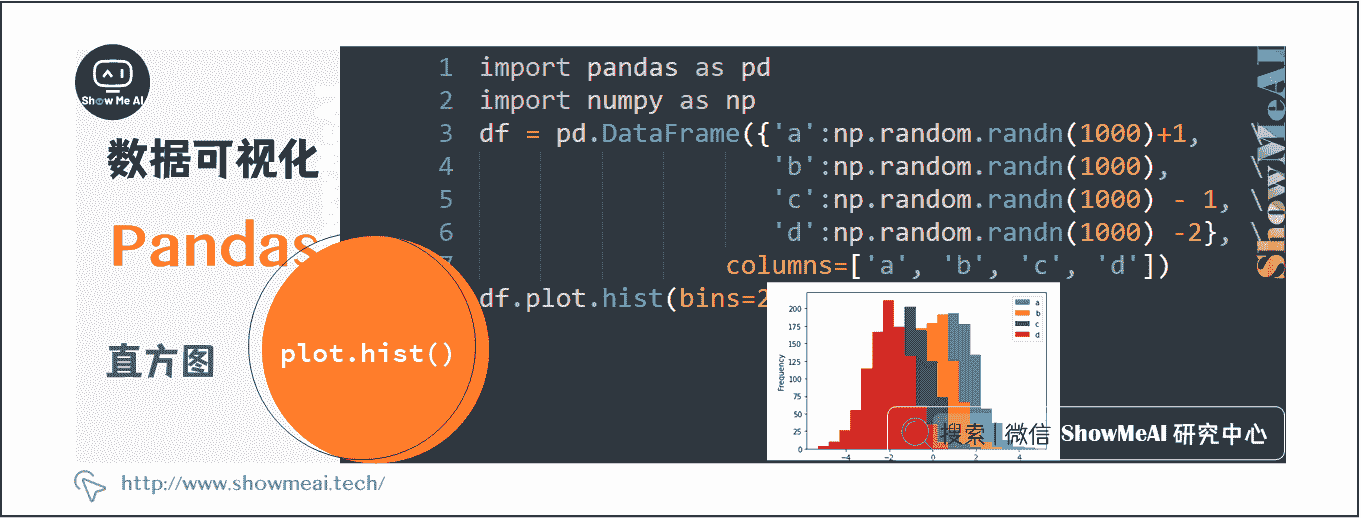 Show Me AI
数据可视化
Pandas
直方图
plot.hist()
1 import pandas as pd
2 import numpy as np
3 df = pd.DataFrame({'a':np.random.randn(1000)+1,
4 'b':np.random.randn(1000),
5 'c':np.random.randn(1000) - 1,
6 'd':np.random.randn(1000) -2},
columns=['a', 'b', 'c', 'd'])
df.plot.hist(bins=2
200
175
150
125
100
75
50
25
0
Frequency
-4 -2 0 2 4
a
b
c
d
ShowMeAI
搜索 | 微信 ShowMeAI 研究中心
http://www.showmeai.tech/